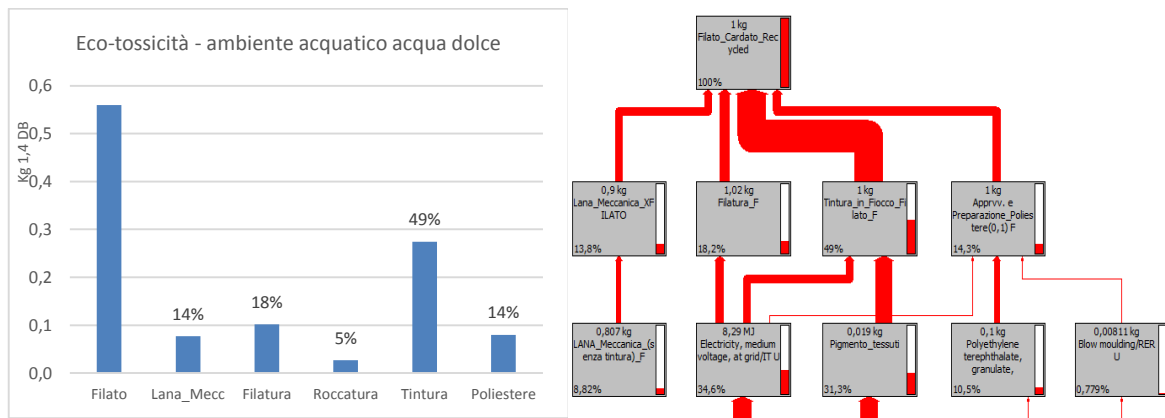 Eco-tossicità - ambiente acquatico acqua dolce
Kg 1,4 DB
0,6
0,5
0,4
0,3
0,2
0,1
0,0
14%
18%
5%
49%
14%
Filato
Lana_Mecc
Filatura
Roccatura
Tintura
Poliestere
1 kg
Filato_Cardato_Rec
ycled
100%
0,9 kg
Lana_Meccanica_XF
ILATO
13,8%
1,02 kg
Filatura_F
18,2%
1 kg
Tintura_in_Fiocco_Fi
lato_F
49%
1 kg
Apprvv. e
Preparazione_Polies
tere(0,1) F
14,3%
0,807 kg
LANA_Meccanica_(s
enza tintura)_F
8,82%
8,29 MJ
Electricity, medium
voltage, at grid/IT U
34,6%
0,019 kg
Pigmento_tessuti
31,3%
0,1 kg
Polyethylene
terephthalate,
granulate,
10,5%
0,00811 kg
Blow moulding/RER
U
0,779%